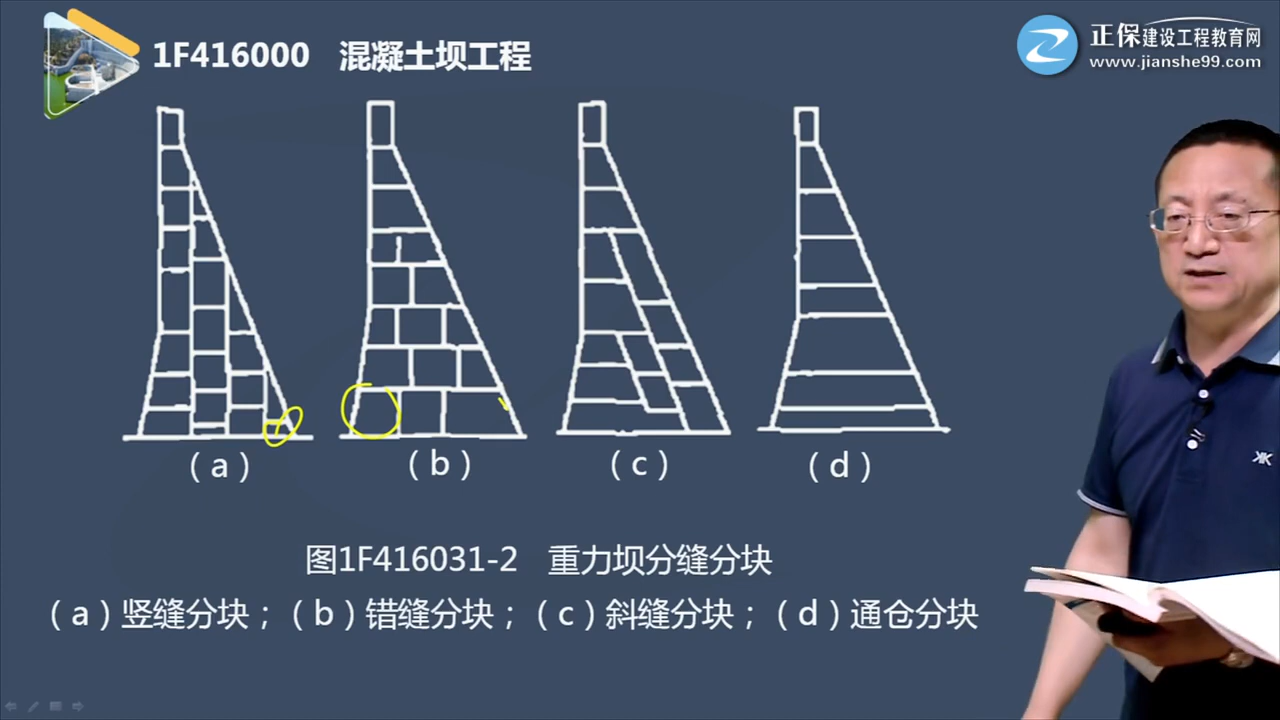 1F416000 混凝土坝工程
正保建设工程教育网
www.jianshe99.com
（a） （b） （c） （d）
图1F416031-2 重力坝分缝分块
（a）竖缝分块；（b）错缝分块；（c）斜缝分块；（d）通仓分块